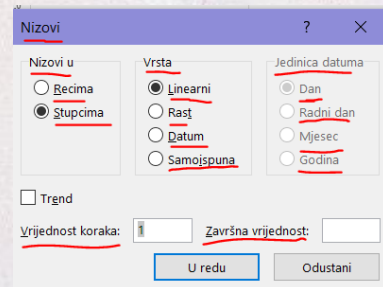 Nizovi ? X
Nizovi u
Recima
Stupcima
Vrsta
Linearni
Rast
Datum
Samoispuna
Jedinica datuma
Dan
Radni dan
Mjesec
Godina
Trend
Vrijednost koraka: 1 Završna vrijednost:
U redu Odustani